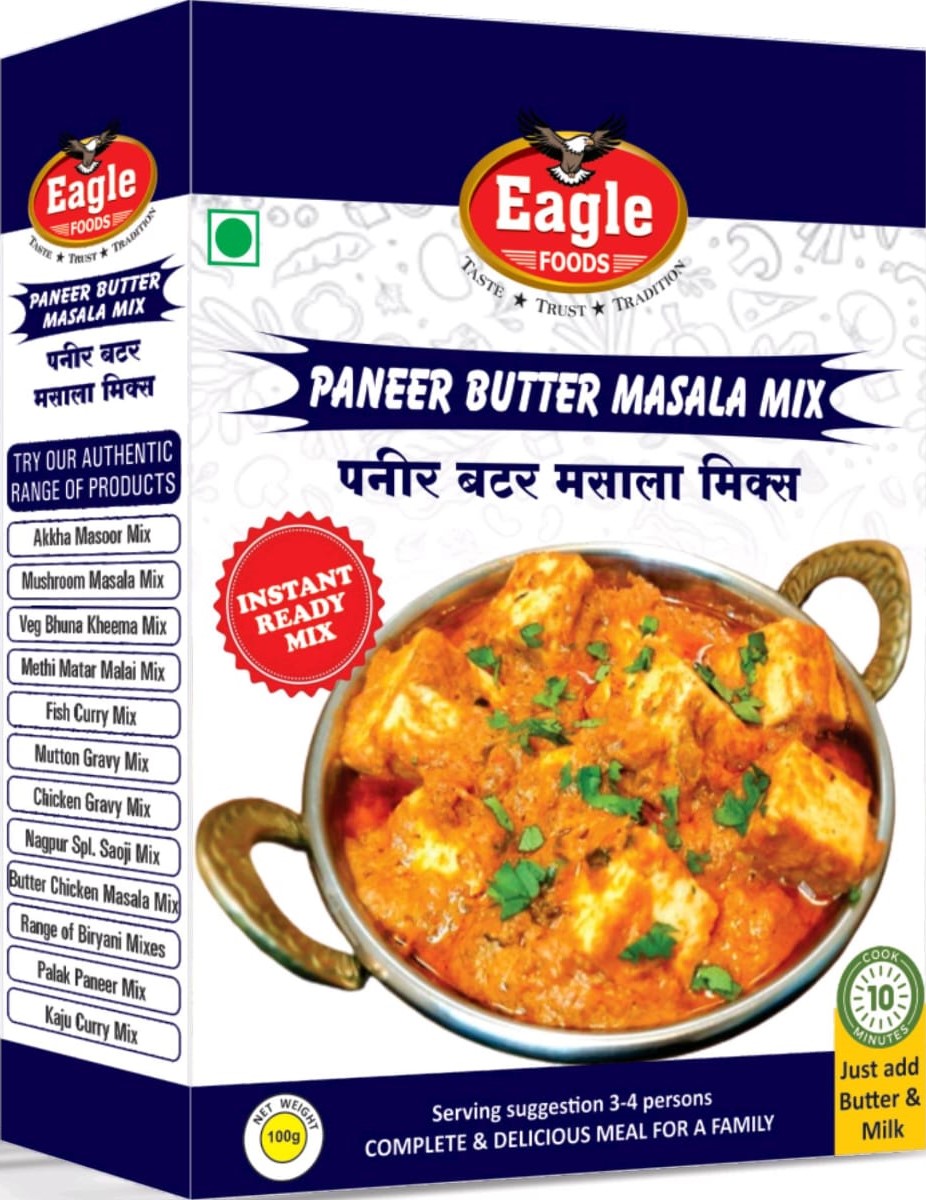 Eagle
FOODS
TASTE ★ TRUST ★ TRADITION
PANEER BUTTER
MASALA MIX
पनीर बटर
मसाला मिक्स
TRY OUR AUTHENTIC
RANGE OF PRODUCTS
Akkha Masoor Mix
Mushroom Masala Mix
Veg Bhuna Kheema Mix
Methi Matar Malai Mix
Fish Curry Mix
Mutton Gravy Mix
Chicken Gravy Mix
Nagpur Spl. Saoji Mix
Butter Chicken Masala Mix
Range of Biryani Mixes
Palak Paneer Mix
Kaju Curry Mix
Eagle
FOODS
TASTE ★ TRUST ★ TRADITION
PANEER BUTTER MASALA MIX
पनीर बटर मसाला मिक्स
INSTANT
READY
MIX
COOK
10
MINUTES
Just add
Butter &
Milk
NET WEIGHT
100g
Serving suggestion 3-4 persons
COMPLETE & DELICIOUS MEAL FOR A FAMILY